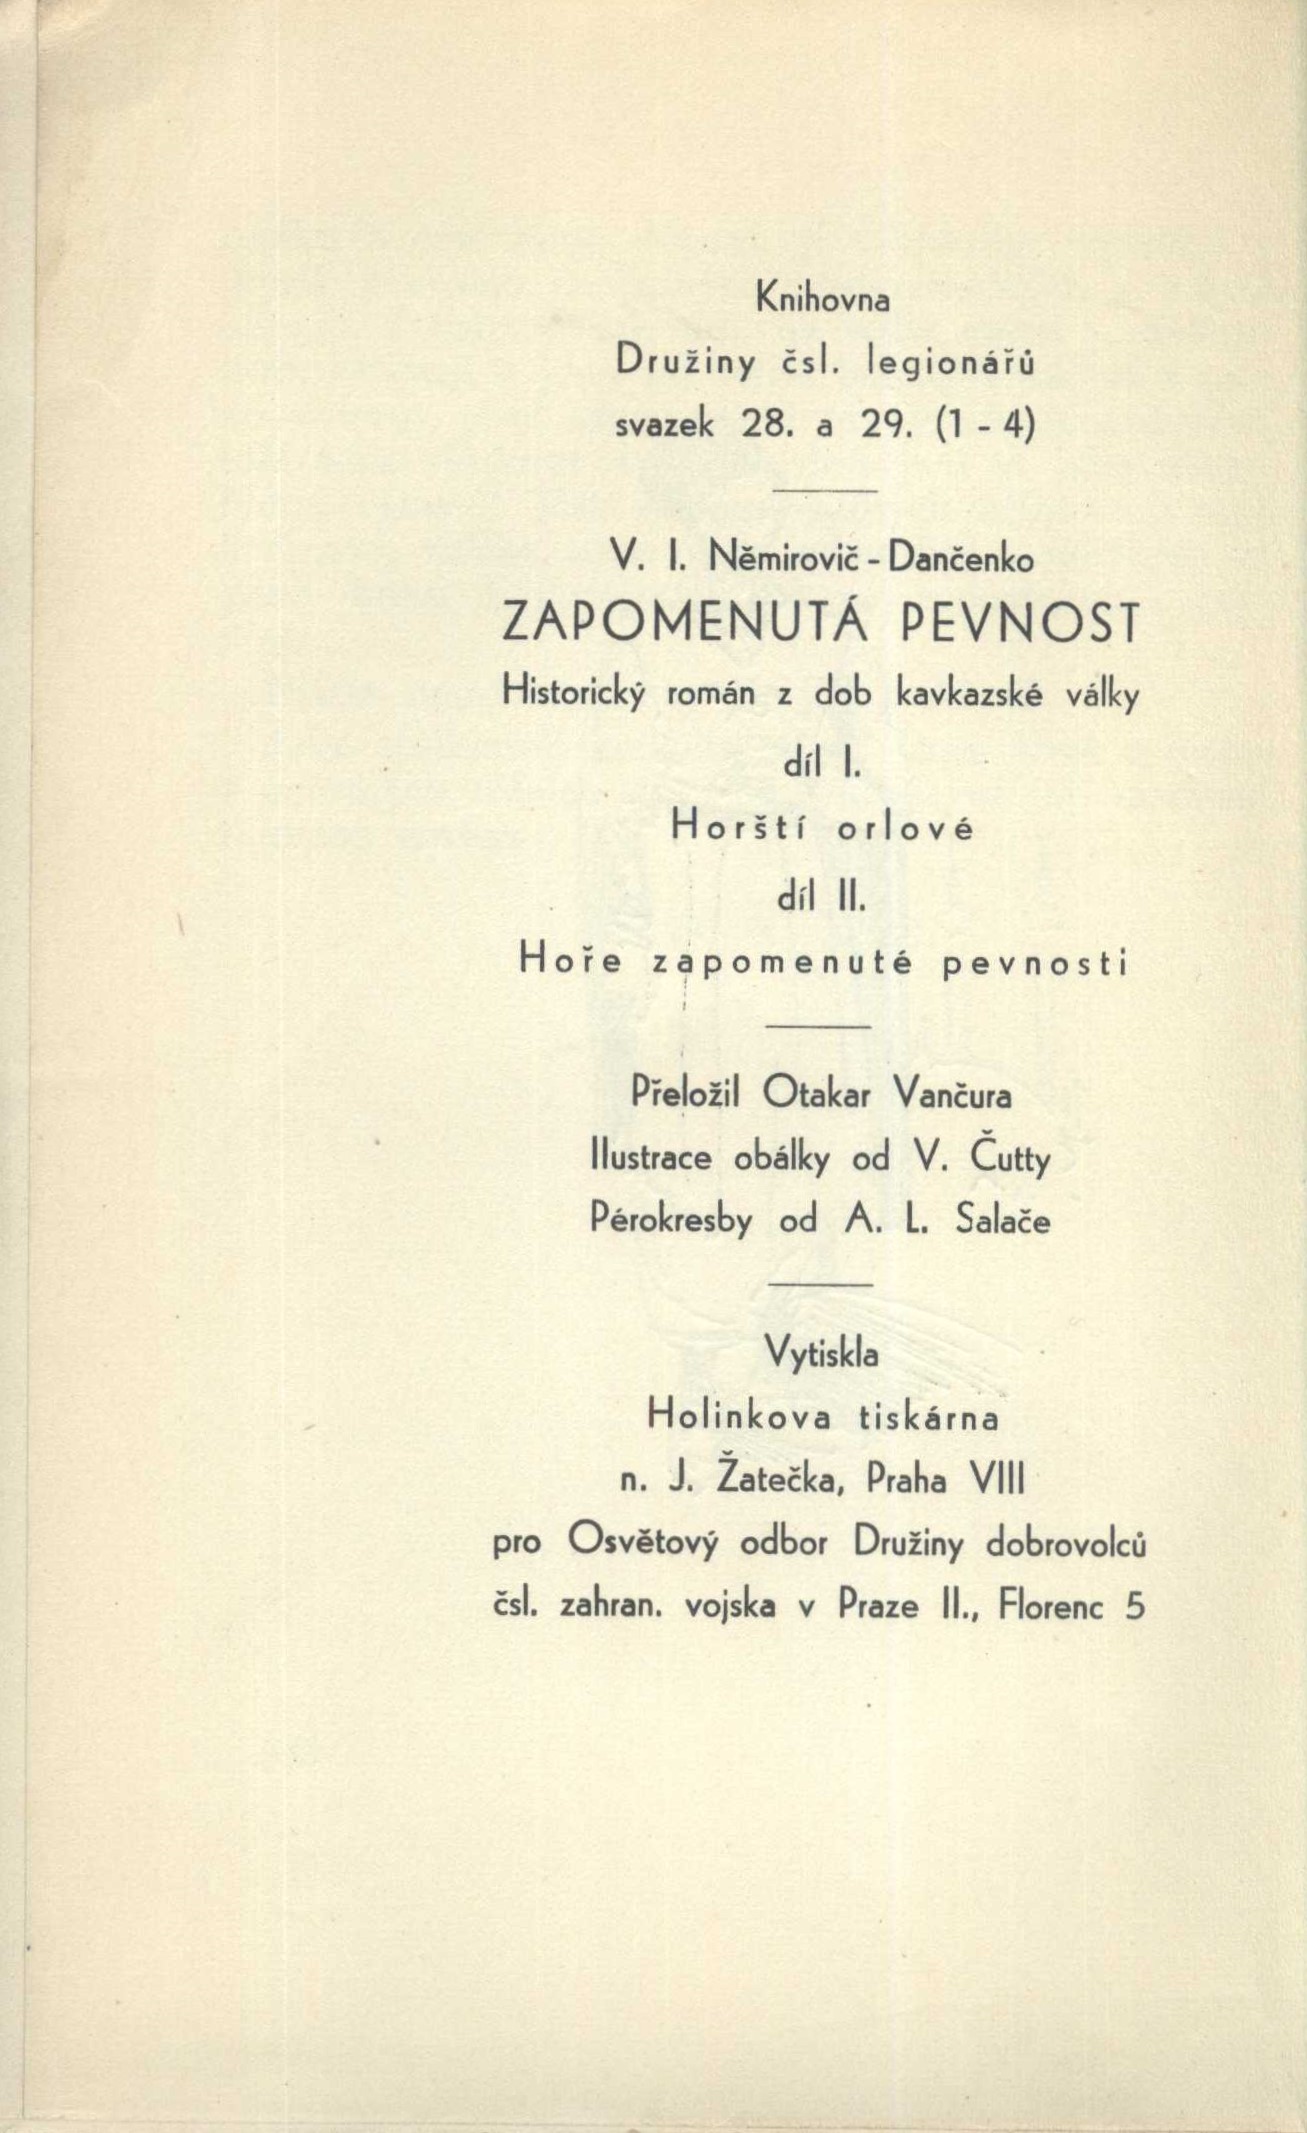 Knihovna
Družiny čsl. legionářů
svazek 28. a 29. (1 - 4)
V. I. Němirovič - Dančenko
ZAPOMENUTÁ PEVNOST
Historický román z dob kavkazské války
díl I.
Horští orlové
díl II.
Hoře zapomenuté pevnosti
Přeložil Otakar Vančura
Ilustrace obálky od V. Čutty
Pérokresby od A. L. Salače
Vytiskla
Holinkova tiskárna
n. J. Žatečka, Praha VIII
pro Osvětový odbor Družiny dobrovolců
čsl. zahran. vojska v Praze II., Florenc 5